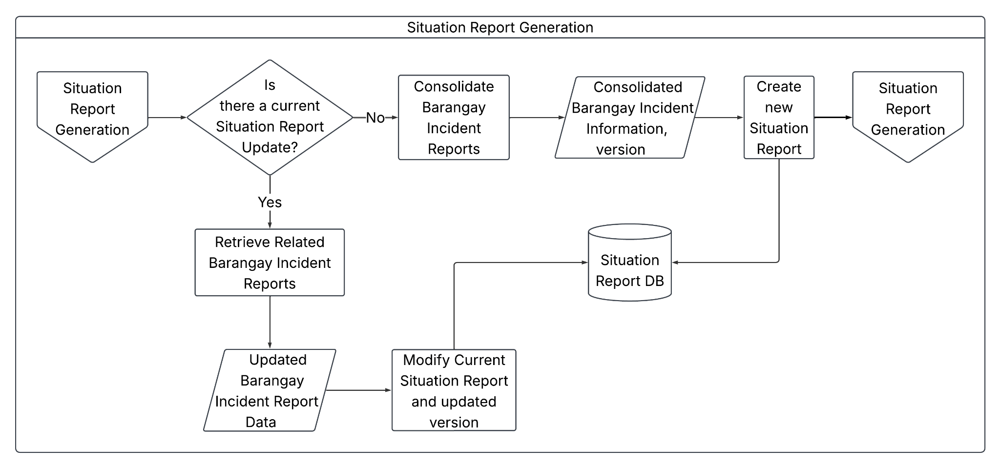 Situation Report Generation
Situation
Report
Generation
Is
there a current
Situation Report
Update?
No
Consolidate
Barangay
Incident
Reports
Consolidated
Barangay Incident
Information,
version
Create
new
Situation
Report
Situation
Report
Generation
Yes
Retrieve Related
Barangay Incident
Reports
Situation
Report DB
Updated
Barangay
Incident Report
Data
Modify Current
Situation Report
and updated
version